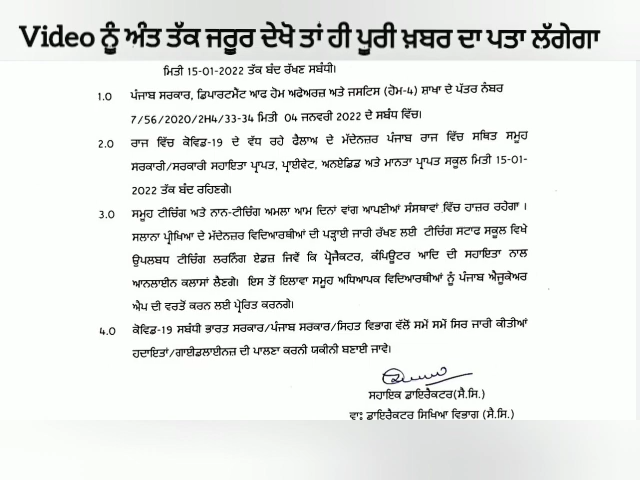 Video ਨੂੰ ਅੰਤ ਤੱਕ ਜਰੂਰ ਦੇਖੋ ਤਾਂ ਹੀ ਪੂਰੀ ਖ਼ਬਰ ਦਾ ਪਤਾ ਲੱਗੇਗਾ
ਮਿਤੀ 15-01-2022 ਤੱਕ ਬੰਦ ਰੱਖਣ ਸਬੰਧੀ।
1.0 ਪੰਜਾਬ ਸਰਕਾਰ, ਡਿਪਾਰਟਮੈਂਟ ਆਫ ਹੋਮ ਅਫੇਅਰਜ਼ ਅਤੇ ਜਸਟਿਸ (ਹੋਮ-4) ਸ਼ਾਖਾ ਦੇ ਪੱਤਰ ਨੰਬਰ
7/56/2020/2H4/33-34 ਮਿਤੀ 04 ਜਨਵਰੀ 2022 ਦੇ ਸਬੰਧ ਵਿੱਚ।
2.0 ਰਾਜ ਵਿੱਚ ਕੋਵਿਡ-19 ਦੇ ਵੱਧ ਰਹੇ ਫੈਲਾਅ ਦੇ ਮੱਦੇਨਜ਼ਰ ਪੰਜਾਬ ਰਾਜ ਵਿੱਚ ਸਥਿਤ ਸਮੂਹ
ਸਰਕਾਰੀ/ਸਰਕਾਰੀ ਸਹਾਇਤਾ ਪ੍ਰਾਪਤ, ਪ੍ਰਾਈਵੇਟ, ਅਨਏਡਿਡ ਅਤੇ ਮਾਨਤਾ ਪ੍ਰਾਪਤ ਸਕੂਲ ਮਿਤੀ 15-01-
2022 ਤੱਕ ਬੰਦ ਰਹਿਣਗੇ।
3.0 ਸਮੂਹ ਟੀਚਿੰਗ ਅਤੇ ਨਾਨ-ਟੀਚਿੰਗ ਅਮਲਾ ਆਮ ਦਿਨਾਂ ਵਾਂਗ ਆਪਣੀਆਂ ਸੰਸਥਾਵਾਂ ਵਿੱਚ ਹਾਜ਼ਰ ਰਹੇਗਾ ।
ਸਲਾਨਾ ਪ੍ਰੀਖਿਆ ਦੇ ਮੱਦੇਨਜ਼ਰ ਵਿਦਿਆਰਥੀਆਂ ਦੀ ਪੜ੍ਹਾਈ ਜਾਰੀ ਰੱਖਣ ਲਈ ਟੀਚਿੰਗ ਸਟਾਫ ਸਕੂਲ ਵਿਖੇ
ਉਪਲਬਧ ਟੀਚਿੰਗ ਲਰਨਿੰਗ ਏਡਜ਼ ਜਿਵੇਂ ਕਿ ਪ੍ਰੋਜੈਕਟਰ, ਕੰਪਿਊਟਰ ਆਦਿ ਦੀ ਸਹਾਇਤਾ ਨਾਲ
ਆਨਲਾਈਨ ਕਲਾਸਾਂ ਲੈਣਗੇ। ਇਸ ਤੋਂ ਇਲਾਵਾ ਸਮੂਹ ਅਧਿਆਪਕ ਵਿਦਿਆਰਥੀਆਂ ਨੂੰ ਪੰਜਾਬ ਐਜੂਕੇਅਰ
ਐਪ ਦੀ ਵਰਤੋਂ ਕਰਨ ਲਈ ਪ੍ਰੇਰਿਤ ਕਰਨਗੇ।
4.0 ਕੋਵਿਡ-19 ਸਬੰਧੀ ਭਾਰਤ ਸਰਕਾਰ/ਪੰਜਾਬ ਸਰਕਾਰ/ਸਿਹਤ ਵਿਭਾਗ ਵੱਲੋਂ ਸਮੇਂ ਸਮੇਂ ਸਿਰ ਜਾਰੀ ਕੀਤੀਆਂ
ਹਦਾਇਤਾਂ/ਗਾਈਡਲਾਈਨਜ਼ ਦੀ ਪਾਲਣਾ ਕਰਨੀ ਯਕੀਨੀ ਬਣਾਈ ਜਾਵੇ।
ਸਹਾਇਕ ਡਾਇਰੈਕਟਰ(ਸੈ.ਸਿ.)
ਵਾਃ ਡਾਇਰੈਕਟਰ ਸਿਖਿਆ ਵਿਭਾਗ (ਸੈ.ਸਿ.)